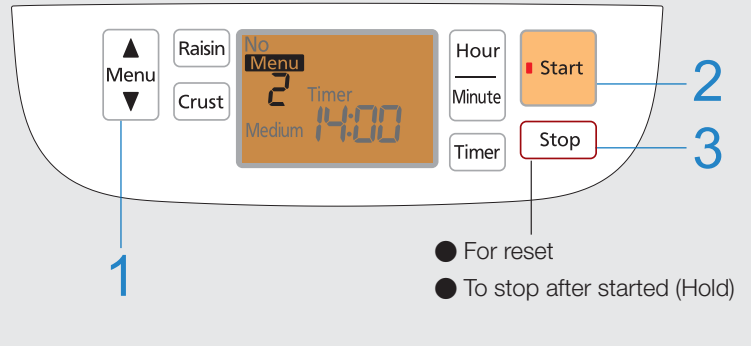 ▲
Menu
▼
Raisin
Crust
No
Menu
2
Timer
Medium 14:00
Hour
Minute
Timer
Start
Stop
1
2
3
● For reset
● To stop after started (Hold)